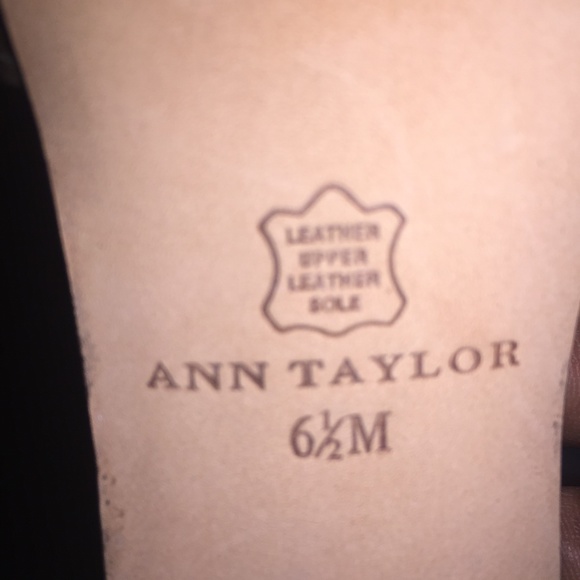 LEATHER
UPPER
LEATHER
SOLE
ANN TAYLOR
6½M